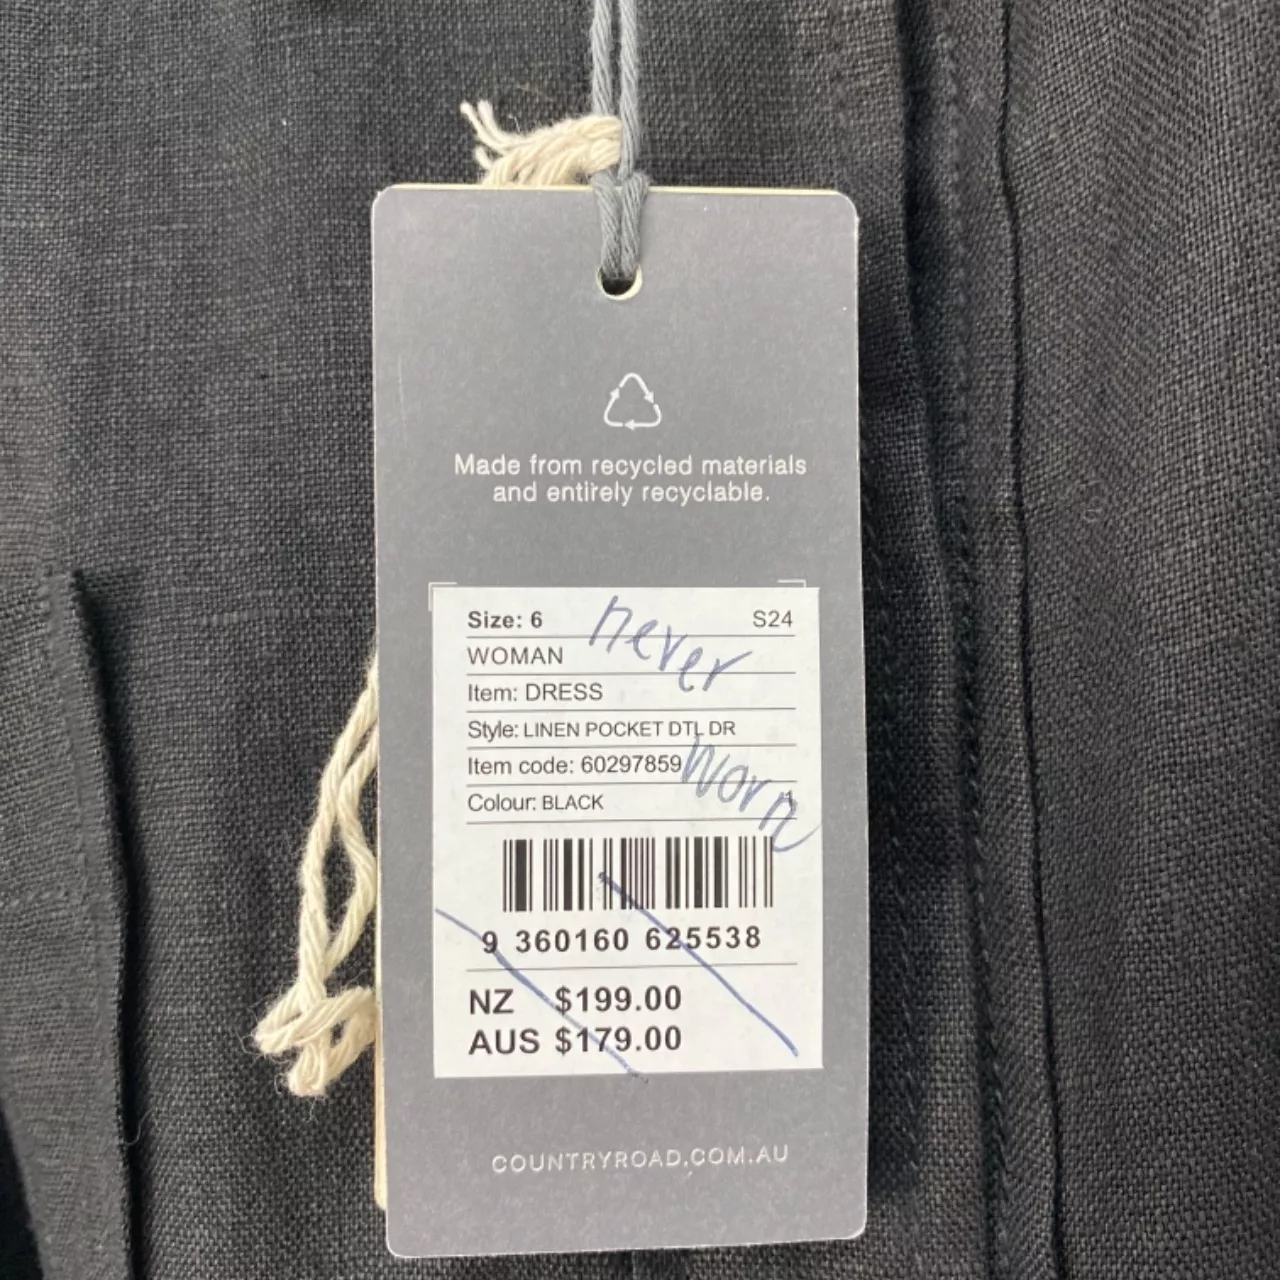 Made from recycled materials
and entirely recyclable.
Size: 6 S24
never
WOMAN
Item: DRESS
Style: LINEN POCKET DTL DR
Item code: 60297859
worn
Colour: BLACK
9 360160 625538
NZ $199.00
AUS $179.00
COUNTRYROAD.COM.AU